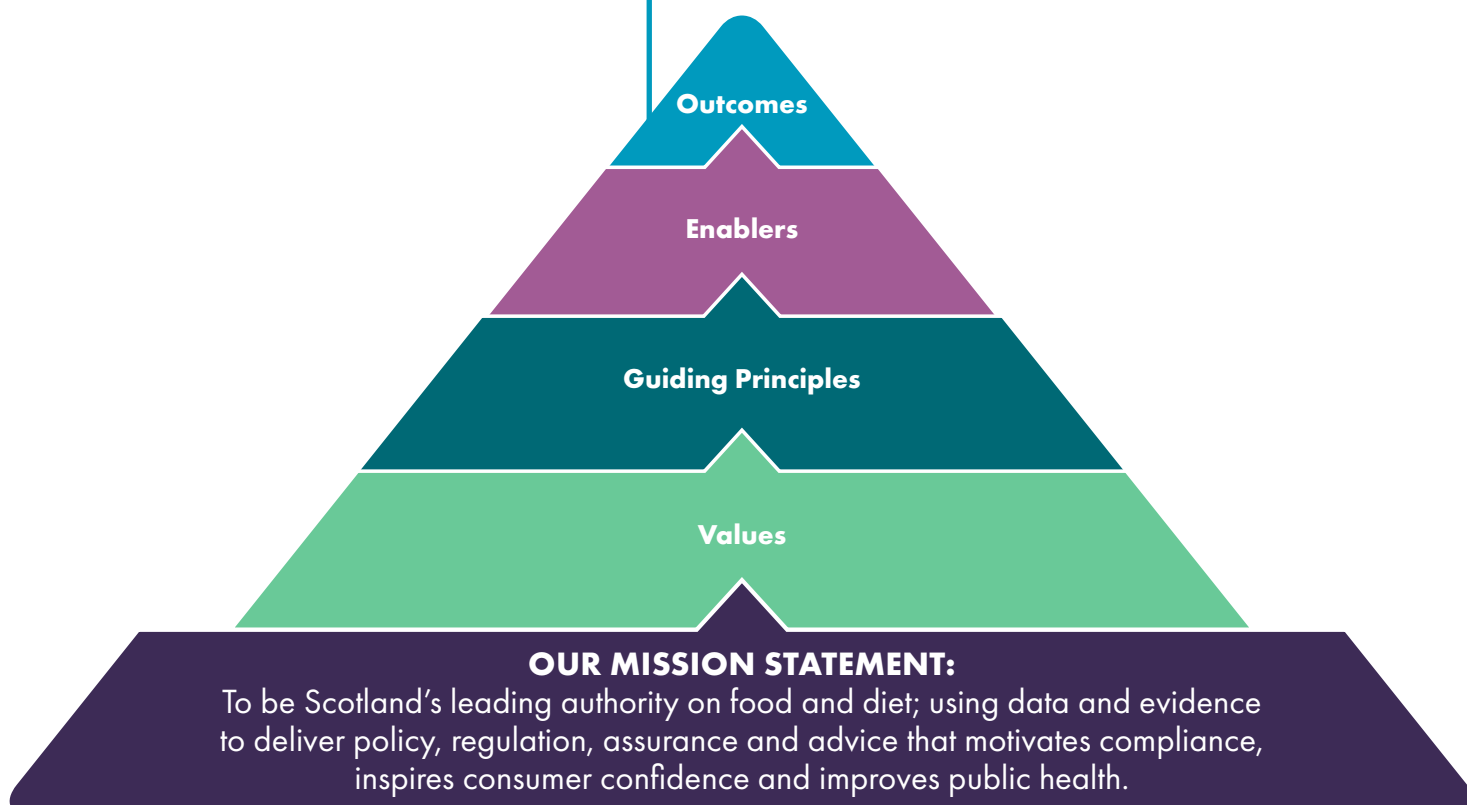 Outcomes
Enablers
Guiding Principles
Values
OUR MISSION STATEMENT:
To be Scotland’s leading authority on food and diet; using data and evidence
to deliver policy, regulation, assurance and advice that motivates compliance,
inspires consumer confidence and improves public health.